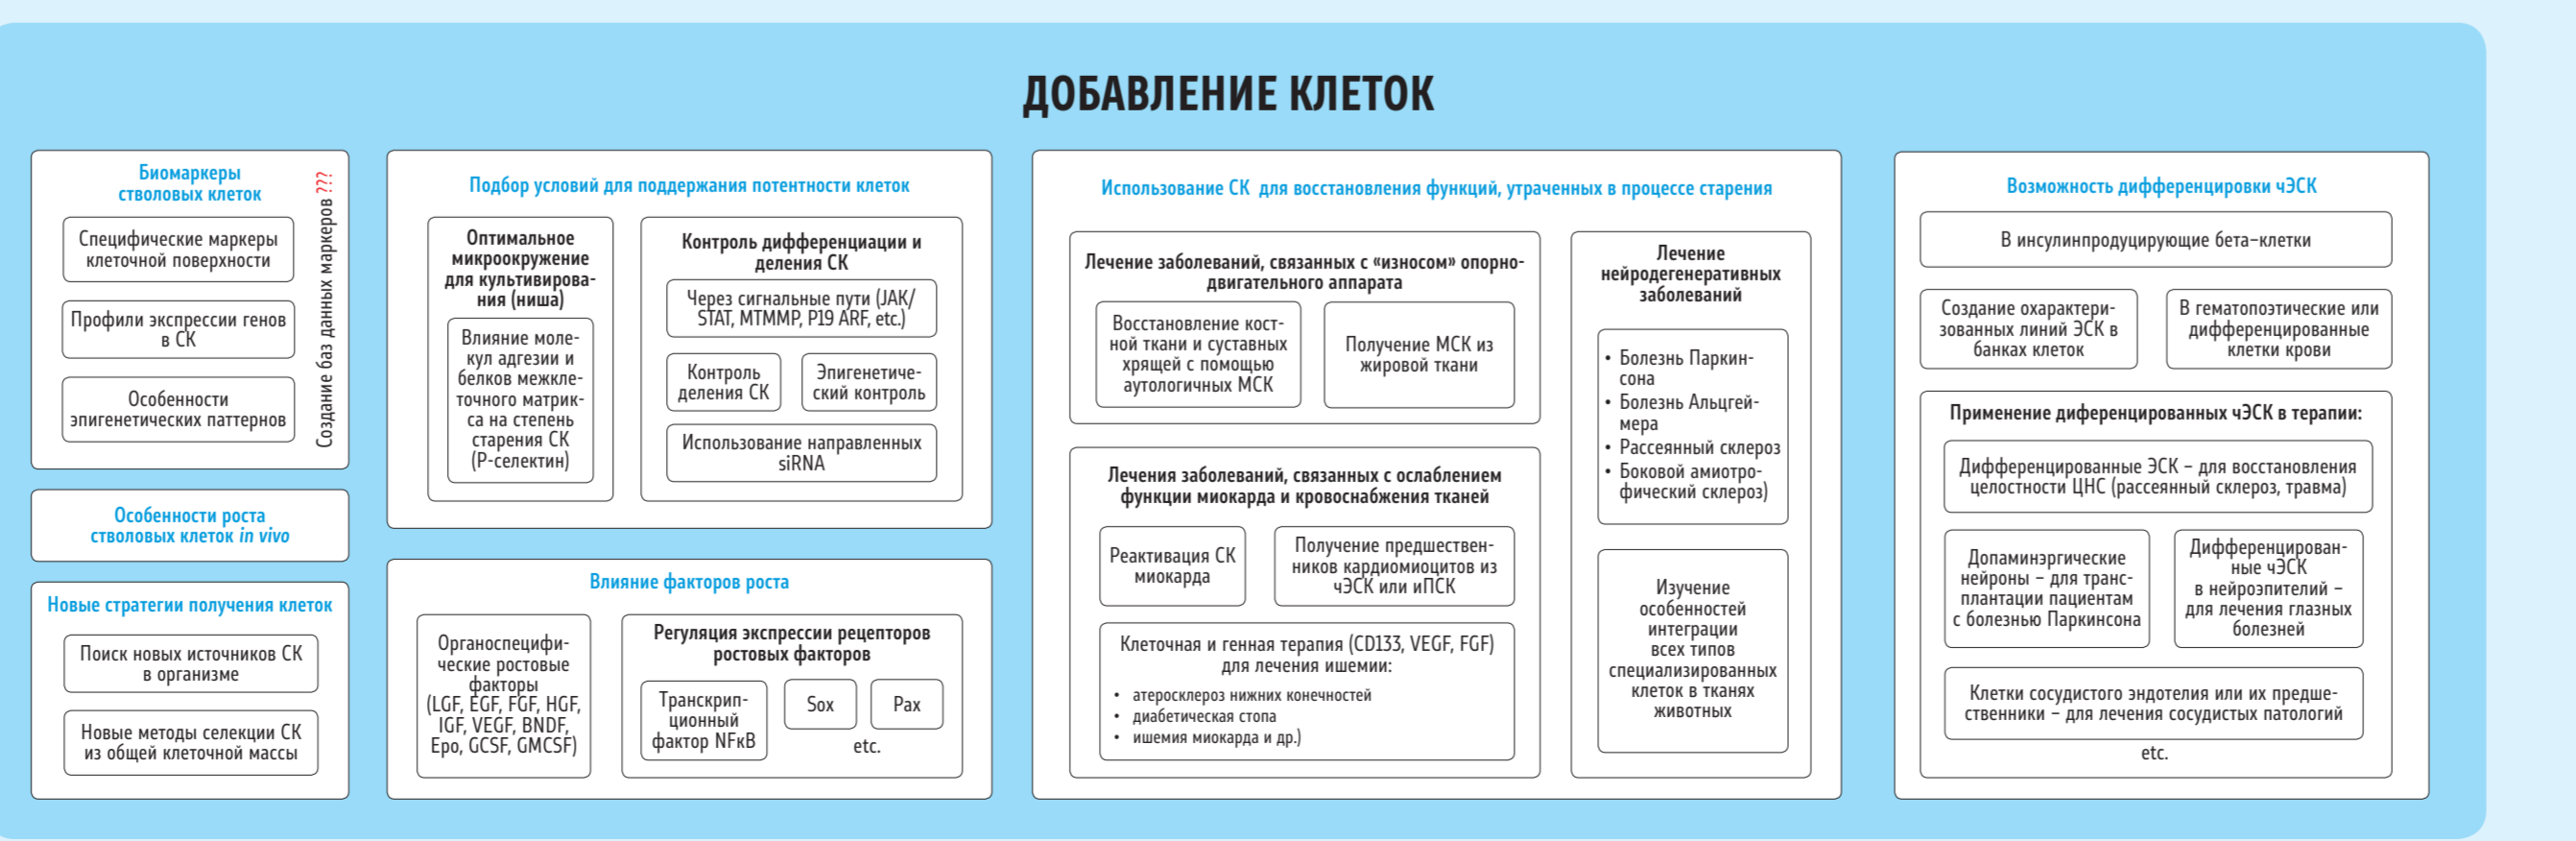 ДОБАВЛЕНИЕ КЛЕТОК
Биомаркеры
стволовых клеток
Специфические маркеры
клеточной поверхности
Профили экспрессии генов
в СК
Особенности
эпигенетических паттернов
Создание баз данных маркеров ???
Особенности роста
стволовых клеток in vivo
Новые стратегии получения клеток
Поиск новых источников СК
в организме
Новые методы селекции СК
из общей клеточной массы
Подбор условий для поддержания потентности клеток
Оптимальное
микроокружение
для культивирова-
ния (ниша)
Влияние моле-
кул адгезии и
белков межкле-
точного матрик-
са на степень
старения СК
(P-селектин)
Контроль дифференциации и
деления СК
Через сигнальные пути (JAK/
STAT, MTMMP, P19 ARF, etc.)
Контроль
деления СК
Эпигенетиче-
ский контроль
Использование направленных
siRNA
Влияние факторов роста
Органоспецифи-
ческие ростовые
факторы
(LGF, EGF, FGF, HGF,
IGF, VEGF, BNDF,
Epo, GCSF, GMCSF)
Регуляция экспрессии рецепторов
ростовых факторов
Транскрип-
ционный
фактор NFκB
Sox
Pax
etc.
Использование СК для восстановления функций, утраченных в процессе старения
Лечение заболеваний, связанных с «износом» опорно-
двигательного аппарата
Восстановление кост-
ной ткани и суставных
хрящей с помощью
аутологичных МСК
Получение МСК из
жировой ткани
Лечения заболеваний, связанных с ослаблением
функции миокарда и кровоснабжения тканей
Реактивация СК
миокарда
Получение предшествен-
ников кардиомиоцитов из
чЭСК или иПСК
Клеточная и генная терапия (CD133, VEGF, FGF)
для лечения ишемии:
• атеросклероз нижних конечностей
• диабетическая стопа
• ишемия миокарда и др.)
Лечение
нейродегенеративных
заболеваний
• Болезнь Паркин-
сона
• Болезнь Альцгей-
мера
• Рассеянный склероз
• Боковой амиотро-
фический склероз)
Изучение
особенностей
интеграции
всех типов
специализированных
клеток в тканях
животных
Возможность дифференцировки чЭСК
В инсулинпродуцирующие бета-клетки
Создание охарактери-
зованных линий ЭСК в
банках клеток
В гематопоэтические или
дифференцированные
клетки крови
Применение диференцированных чЭСК в терапии:
Дифференцированные ЭСК – для восстановления
целостности ЦНС (рассеянный склероз, травма)
Допаминэргические
нейроны – для транс-
плантации пациентам
с болезнью Паркинсона
Дифференцирован-
ные чЭСК
в нейроэпителий –
для лечения глазных
болезней
Клетки сосудистого эндотелия или их предше-
ственники – для лечения сосудистых патологий
etc.